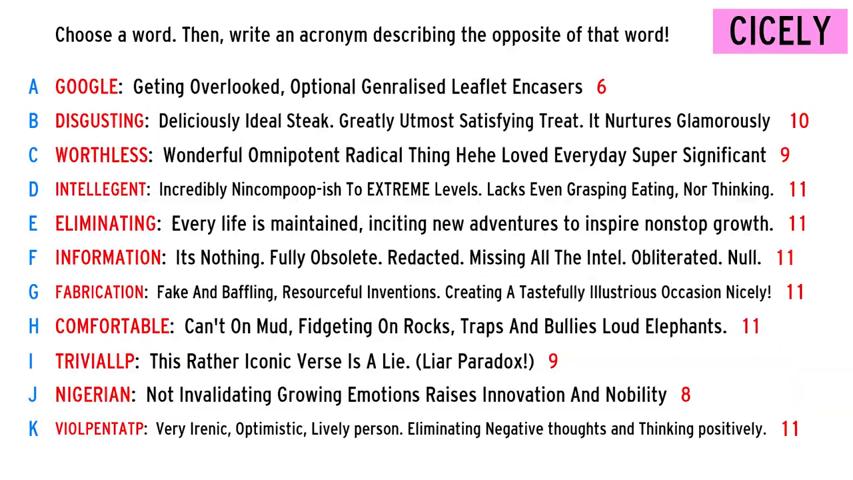 Choose a word. Then, write an acronym describing the opposite of that word!
CICELY
A GOOGLE: Geting Overlooked, Optional Genralised Leaflet Encasers 6
B DISGUSTING: Deliciously Ideal Steak. Greatly Utmost Satisfying Treat. It Nurtures Glamorously 10
C WORTHLESS: Wonderful Omnipotent Radical Thing Hehe Loved Everyday Super Significant 9
D INTELLEGENT: Incredibly Nincompoop-ish To EXTREME Levels. Lacks Even Grasping Eating, Nor Thinking. 11
E ELIMINATING: Every life is maintained, inciting new adventures to inspire nonstop growth. 11
F INFORMATION: Its Nothing. Fully Obsolete. Redacted. Missing All The Intel. Obliterated. Null. 11
G FABRICATION: Fake And Baffling, Resourceful Inventions. Creating A Tastefully Illustrious Occasion Nicely! 11
H COMFORTABLE: Can't On Mud, Fidgeting On Rocks, Traps And Bullies Loud Elephants. 11
I TRIVIALLP: This Rather Iconic Verse Is A Lie. (Liar Paradox!) 9
J NIGERIAN: Not Invalidating Growing Emotions Raises Innovation And Nobility 8
K VIOLPENTATP: Very Irenic, Optimistic, Lively person. Eliminating Negative thoughts and Thinking positively. 11